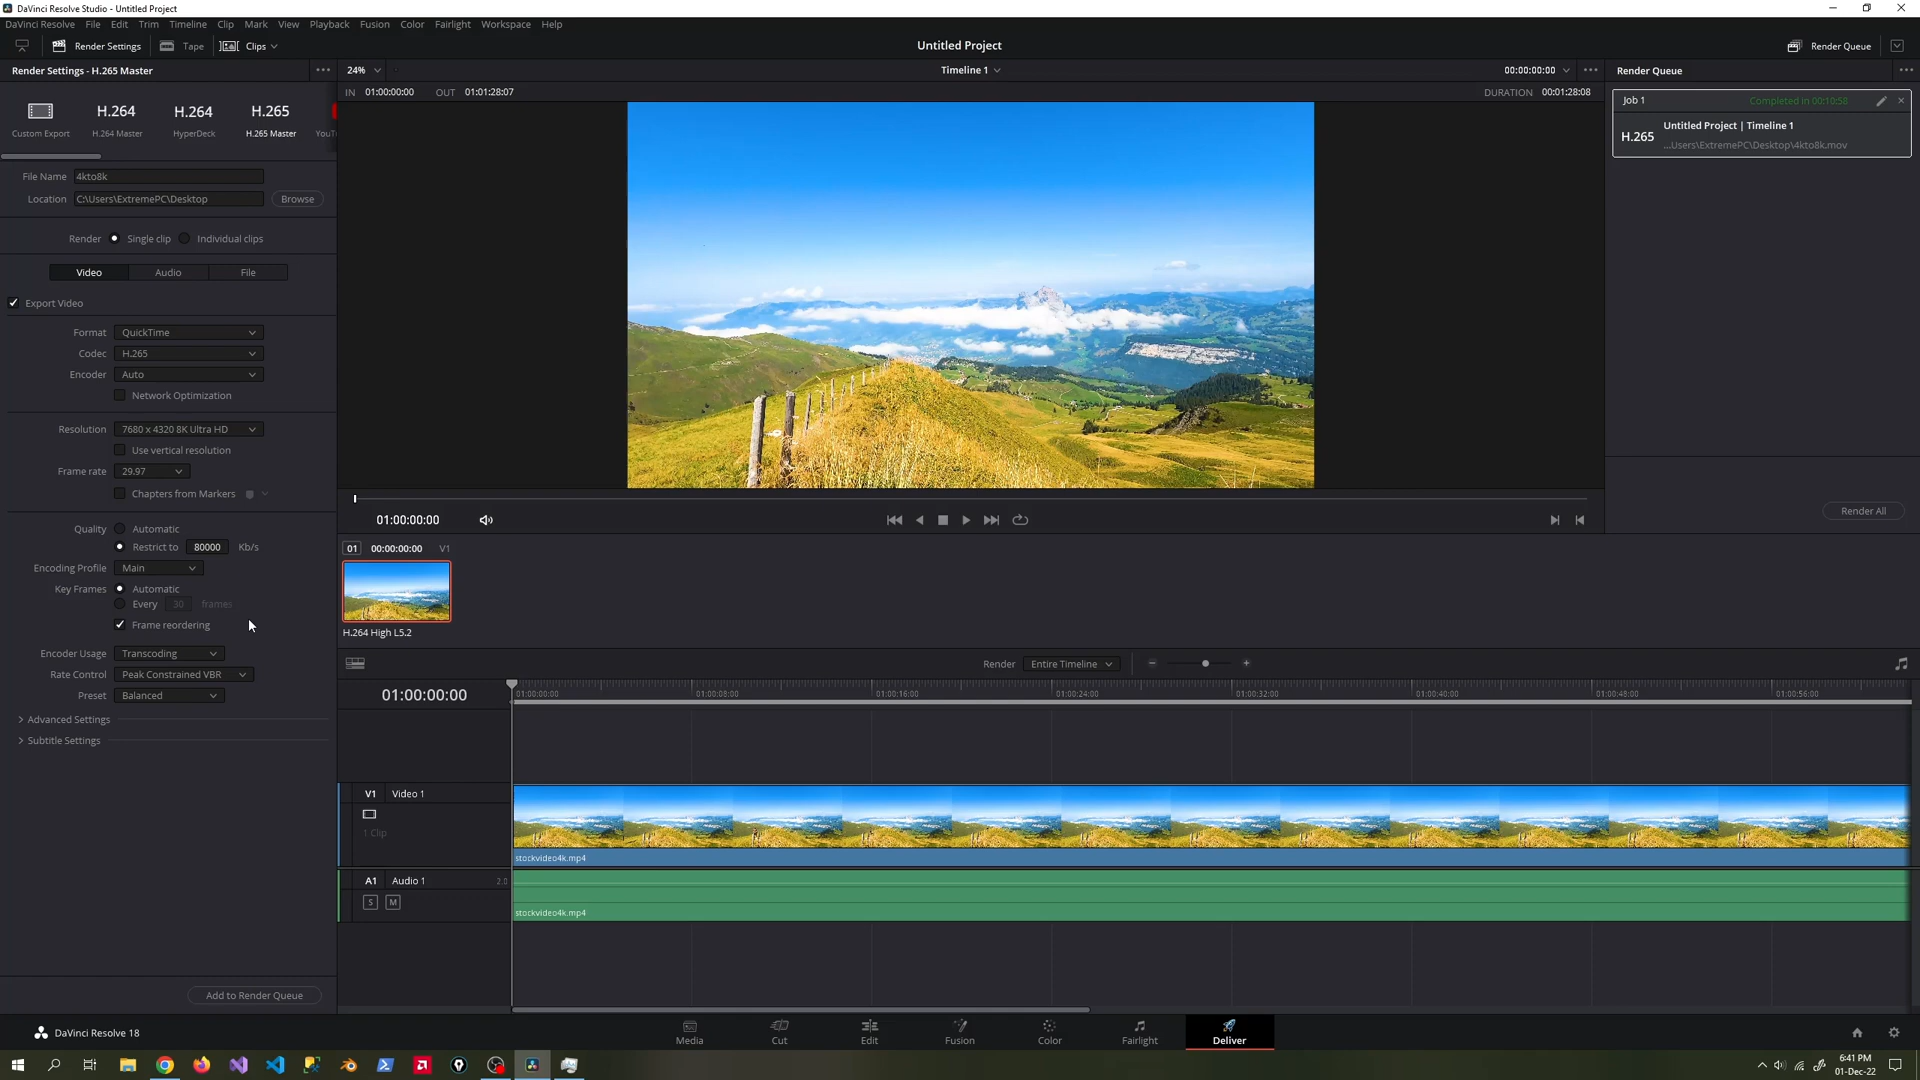 DaVinci Resolve Studio - Untitled Project
DaVinci Resolve File Edit Trim Timeline Clip Mark View Playback Fusion Color Fairlight Workspace Help
Render Settings Tape Clips Untitled Project Render Queue
Render Settings - H.265 Master 24% Timeline 1 00:00:00:00 Render Queue
IN 01:00:00:00 OUT 01:01:28:07 DURATION 00:01:28:08
Custom Export
H.264
H.264 Master
H.264
HyperDeck
H.265
H.265 Master
Job 1 Completed in 00:10:58
H.265 Untitled Project | Timeline 1
...Users\ExtremePC\Desktop\4kto8k.mov
File Name 4kto8k
Location C:\Users\ExtremePC\Desktop Browse
Render Single clip Individual clips
Video Audio File
Export Video
Format QuickTime
Codec H.265
Encoder Auto
Network Optimization
Resolution 7680 x 4320 8K Ultra HD
Use vertical resolution
Frame rate 29.97
Chapters from Markers
Quality Automatic
Restrict to 80000 Kb/s
Encoding Profile Main
Key Frames Automatic
Every 30 frames
Frame reordering
Encoder Usage Transcoding
Rate Control Peak Constrained VBR
Preset Balanced
Advanced Settings
Subtitle Settings
Add to Render Queue
Render All
01:00:00:00
01 00:00:00:00 V1
H.264 High L5.2
Render Entire Timeline
01:00:00:00 01:00:00:00 01:00:08:00 01:00:16:00 01:00:24:00 01:00:32:00 01:00:40:00 01:00:48:00 01:00:56:00
V1 Video 1
1 Clip
stockvideo4k.mp4
A1 Audio 1 2.0
S M
stockvideo4k.mp4
DaVinci Resolve 18 Media Cut Edit Fusion Color Fairlight Deliver
6:41 PM
01-Dec-22